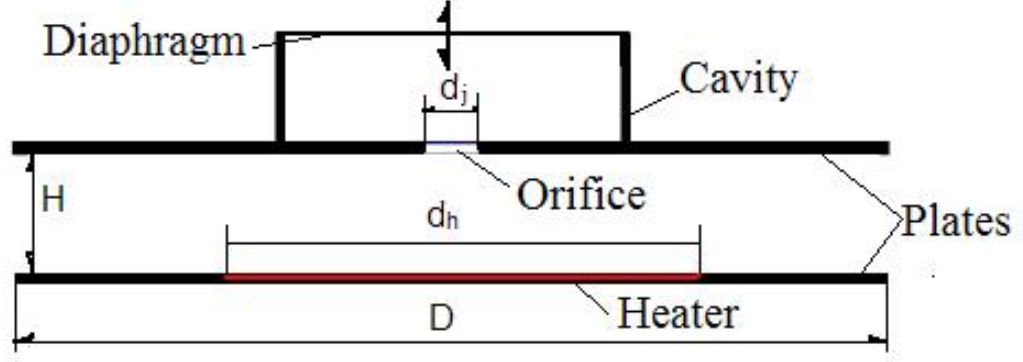 Diaphragm
Cavity
dj
H
Orifice
dh
Plates
Heater
D